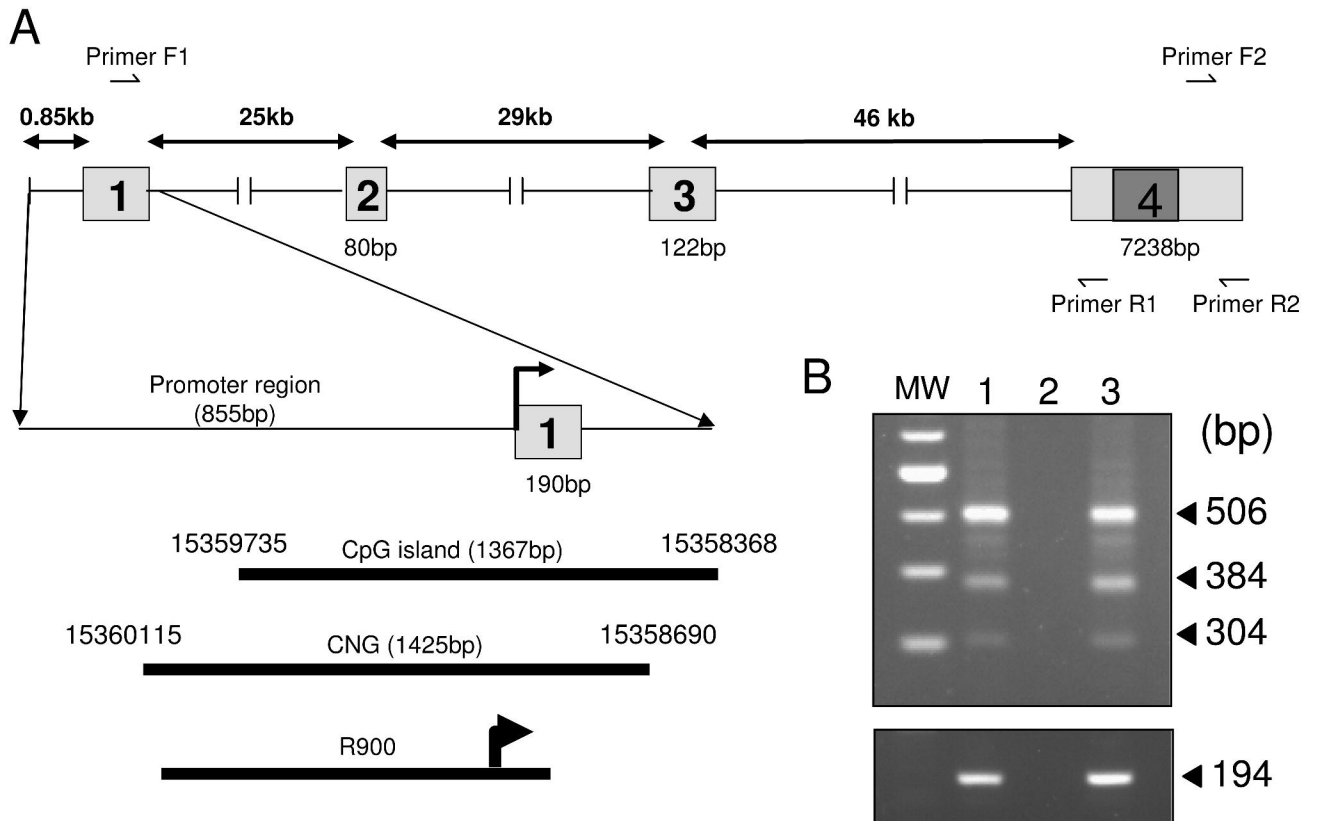 A
Primer F1
Primer F2
0.85kb
25kb
29kb
46 kb
1
2
3
4
80bp
122bp
7238bp
Primer R1
Primer R2
Promoter region
(855bp)
1
190bp
15359735
CpG island (1367bp)
15358368
15360115
CNG (1425bp)
15358690
R900
B
MW
1
2
3
(bp)
506
384
304
194